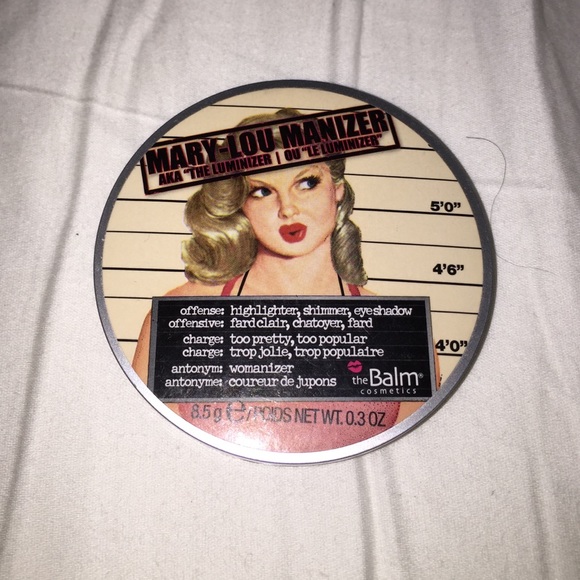 MARY-LOU MANIZER
AKA "THE LUMINIZER | OU "LE LUMINIZER"
5'0"
4'6"
4'0"
offense: highlighter, shimmer, eyeshadow
offensive: fard clair, chatoyer, fard
charge: too pretty, too popular
charge: trop jolie, trop populaire
antonym: womanizer
antonyme: coureur de jupons
the Balm®
cosmetics
8.5 g ℮/POIDS NET WT. 0.3 OZ